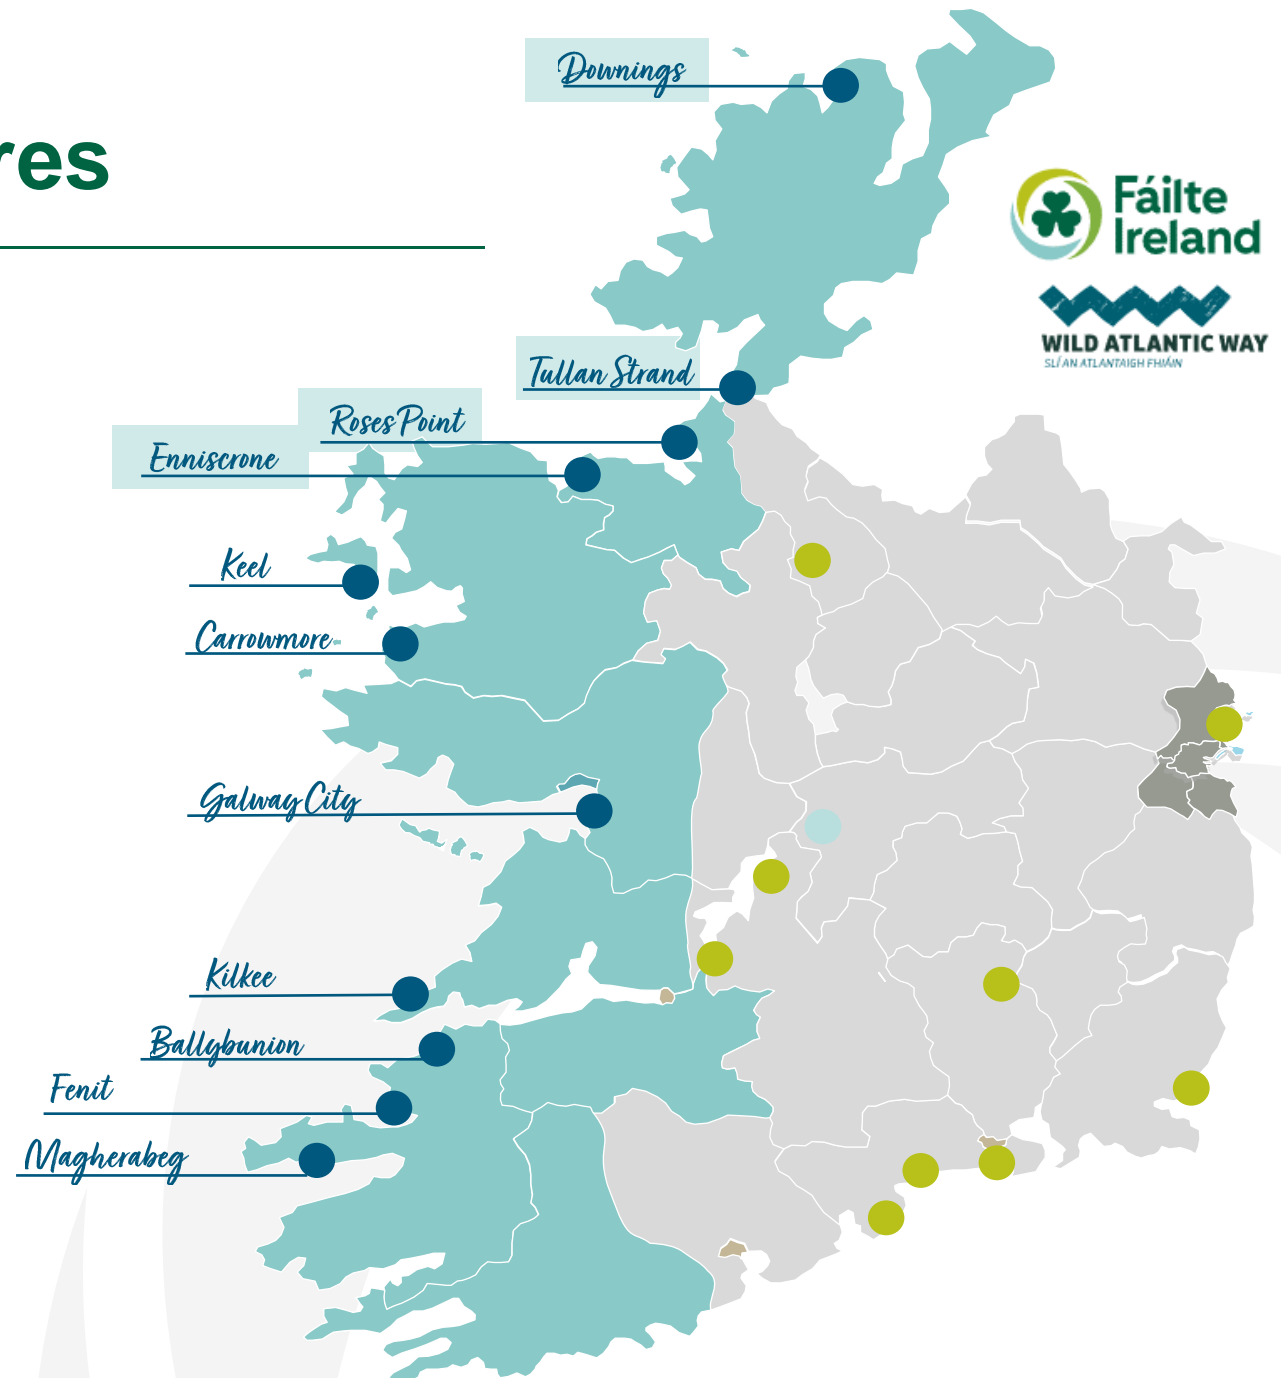 Downings
res
Fáilte
Ireland
WILD ATLANTIC WAY
SLÍ AN ATLANTAIGH FHIÁIN
Tullan Strand
Roses Point
Enniscrone
Keel
Carrowmore
Galway City
Kilkee
Ballybunion
Fenit
Magherabeg